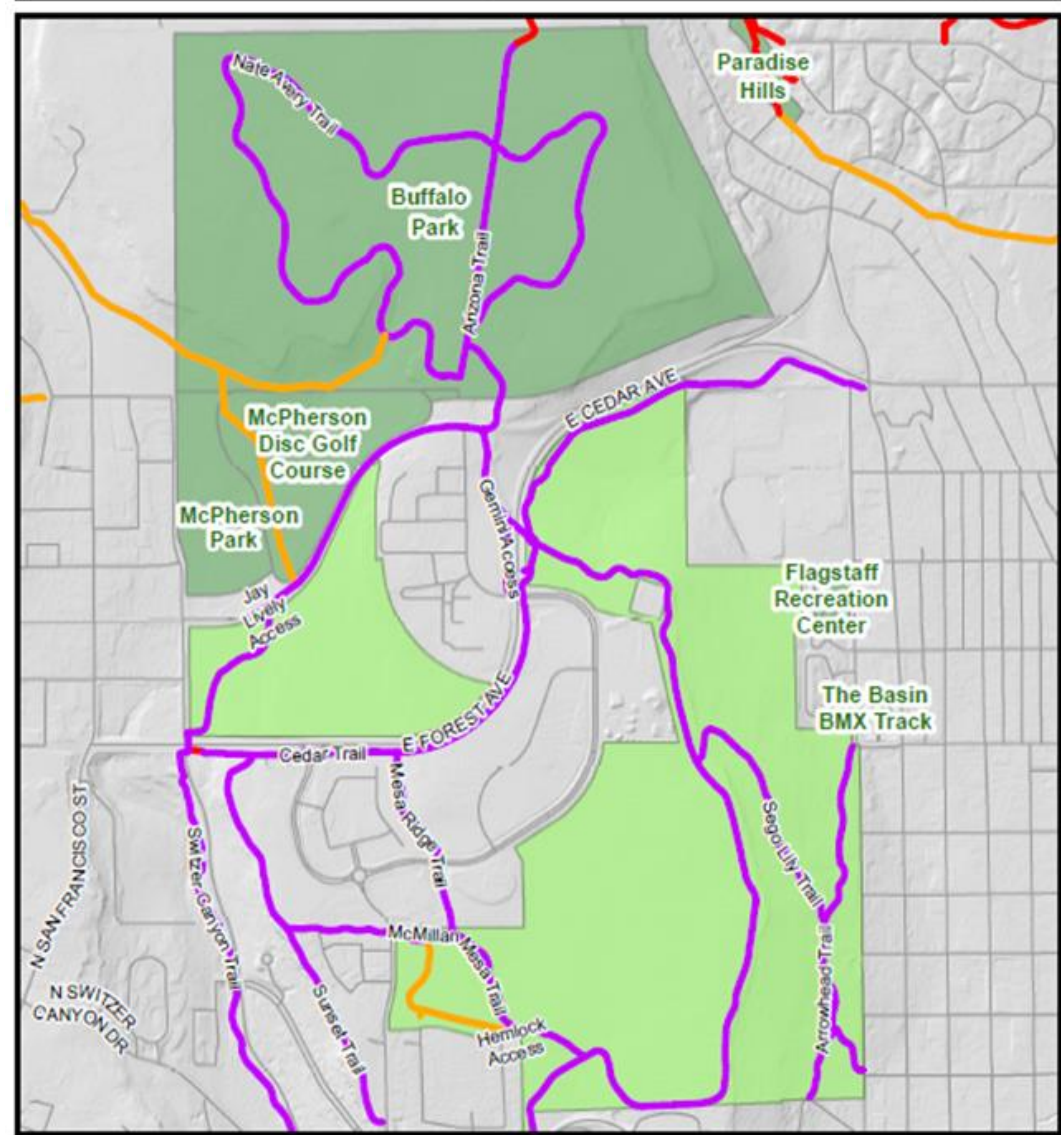 Paradise
Hills
Nate Avery Trail
Buffalo
Park
Arizona Trail
E CEDAR AVE
McPherson
Disc Golf
Course
McPherson
Park
Gemini Access
Flagstaff
Recreation
Center
Jay
Lively
Access
The Basin
BMX Track
E FOREST AVE
Cedar Trail
Mesa Ridge Trail
N SAN FRANCISCO ST
Switzer Canyon Trail
Sego Lily Trail
McMillan Mesa Trail
Arrowhead Trail
N SWITZER
CANYON DR
Sunset Trail
Hemlock
Access